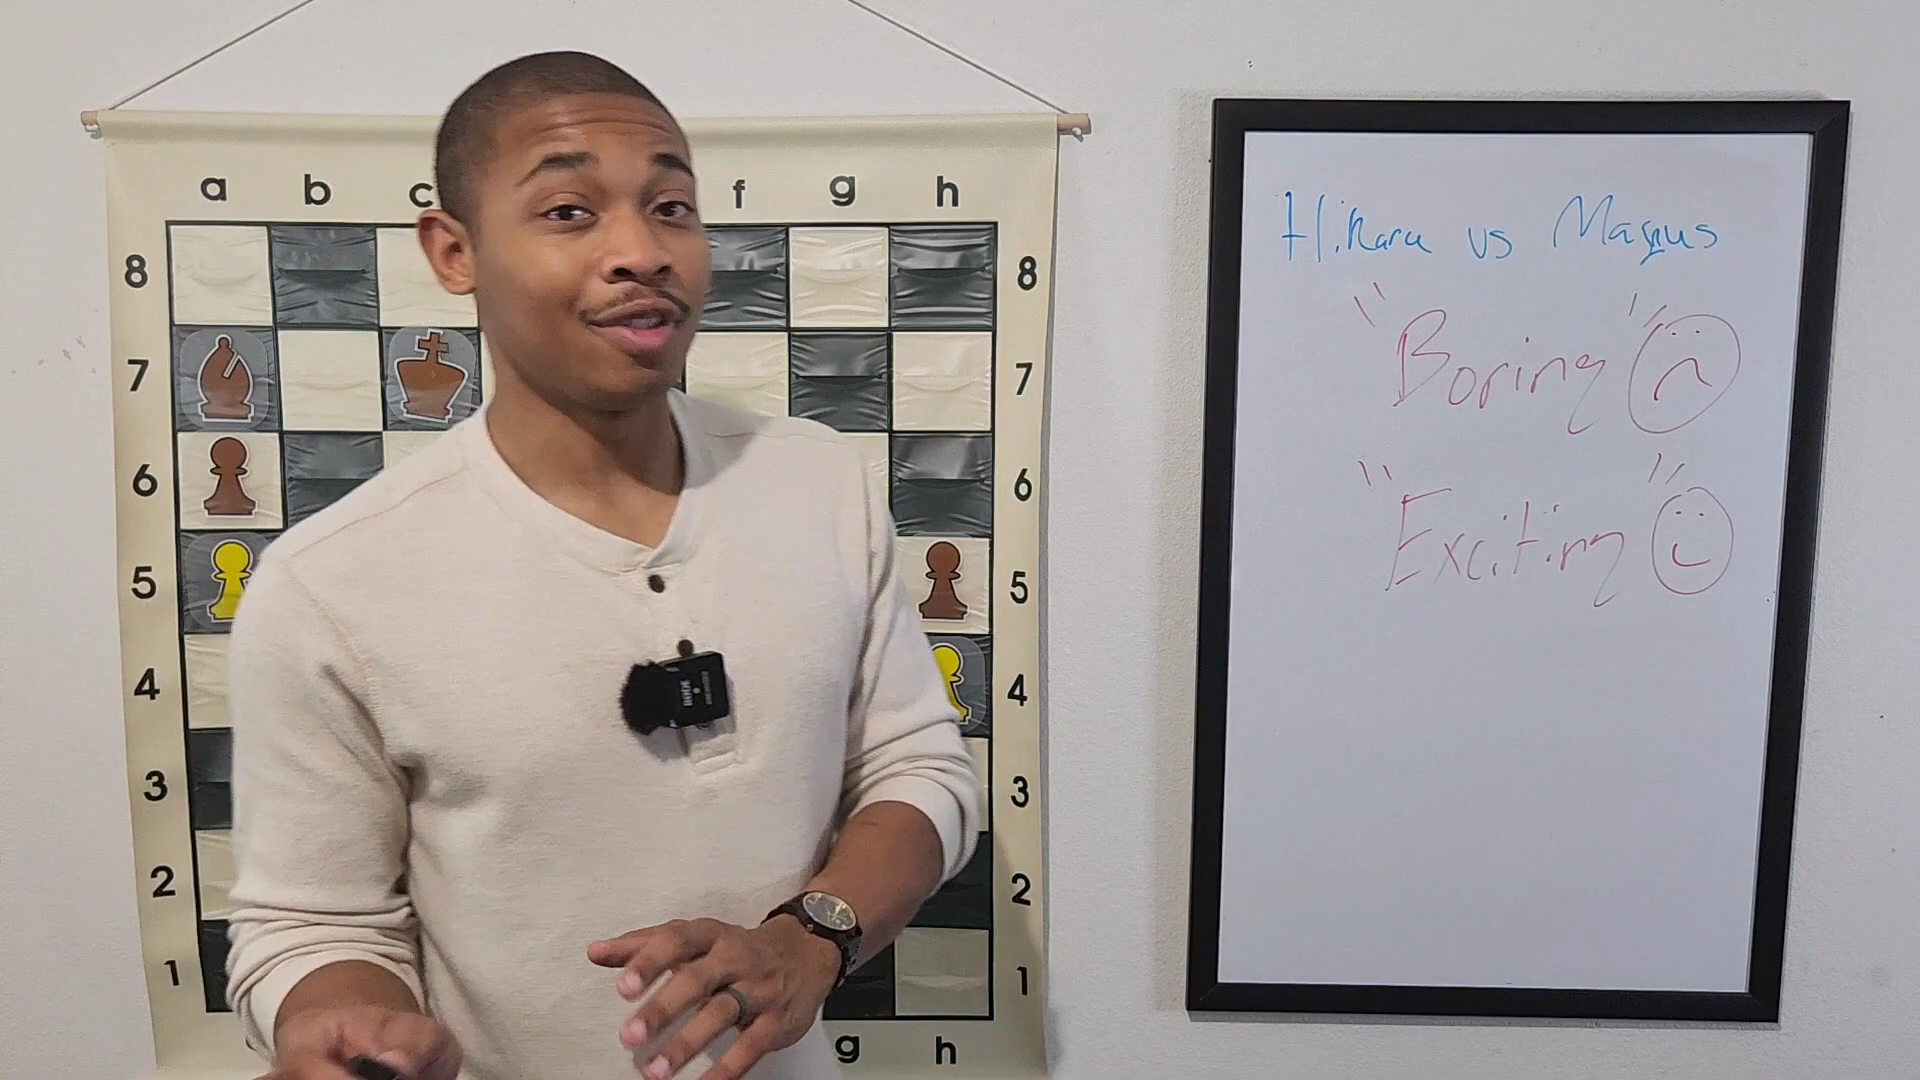 a b c f g h
8 8
7 7
6 6
5 5
4 4
3 3
2 2
1 1
g h
RODE
Hikaru vs Magnus
"Boring"
"Exciting"